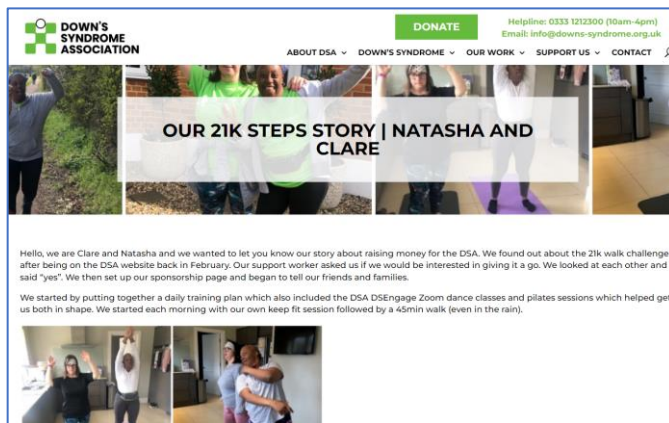 DOWN'S
SYNDROME
ASSOCIATION
DONATE
Helpline: 0333 1212300 (10am-4pm)
Email: info@downs-syndrome.org.uk
ABOUT DSA DOWN'S SYNDROME OUR WORK SUPPORT US CONTACT
OUR 21K STEPS STORY | NATASHA AND
CLARE
Hello, we are Clare and Natasha and we wanted to let you know our story about raising money for the DSA. We found out about the 21k walk challenge
after being on the DSA website back in February. Our support worker asked us if we would be interested in giving it a go. We looked at each other and
said “yes”. We then set up our sponsorship page and began to tell our friends and families.
We started by putting together a daily training plan which also included the DSA DSEngage Zoom dance classes and pilates sessions which helped get
us both in shape. We started each morning with our own keep fit session followed by a 45min walk (even in the rain).